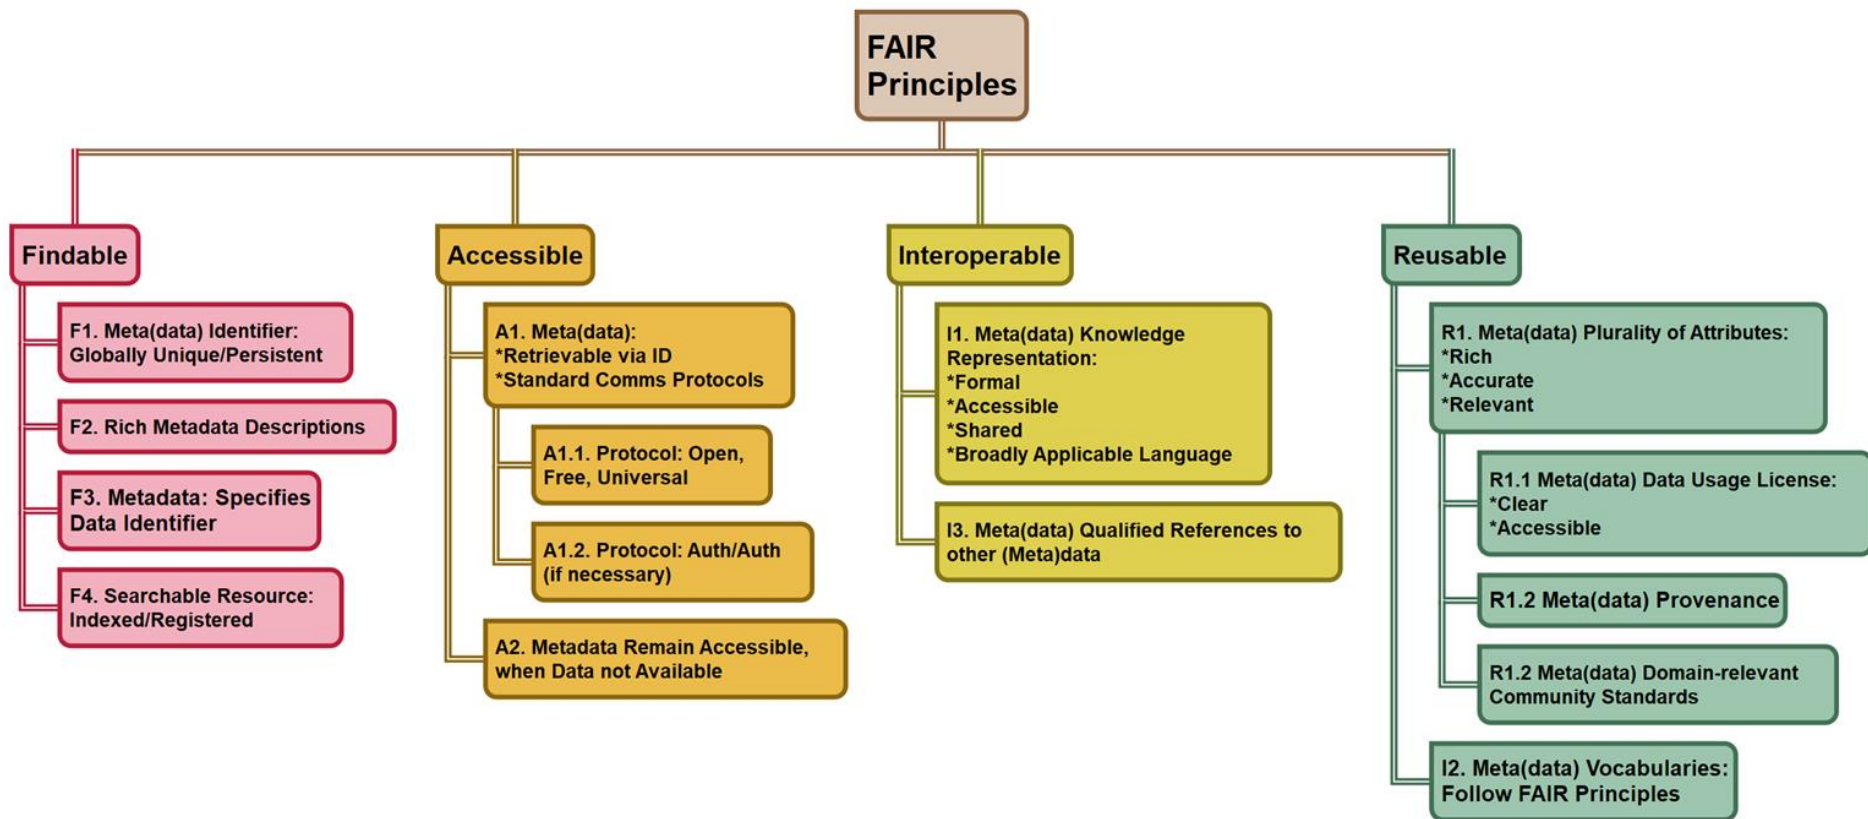 FAIR
Principles
Findable
F1. Meta(data) Identifier:
Globally Unique/Persistent
F2. Rich Metadata Descriptions
F3. Metadata: Specifies
Data Identifier
F4. Searchable Resource:
Indexed/Registered
Accessible
A1. Meta(data):
*Retrievable via ID
*Standard Comms Protocols
A1.1. Protocol: Open,
Free, Universal
A1.2. Protocol: Auth/Auth
(if necessary)
A2. Metadata Remain Accessible,
when Data not Available
Interoperable
I1. Meta(data) Knowledge
Representation:
*Formal
*Accessible
*Shared
*Broadly Applicable Language
I3. Meta(data) Qualified References to
other (Meta)data
Reusable
R1. Meta(data) Plurality of Attributes:
*Rich
*Accurate
*Relevant
R1.1 Meta(data) Data Usage License:
*Clear
*Accessible
R1.2 Meta(data) Provenance
R1.2 Meta(data) Domain-relevant
Community Standards
I2. Meta(data) Vocabularies:
Follow FAIR Principles